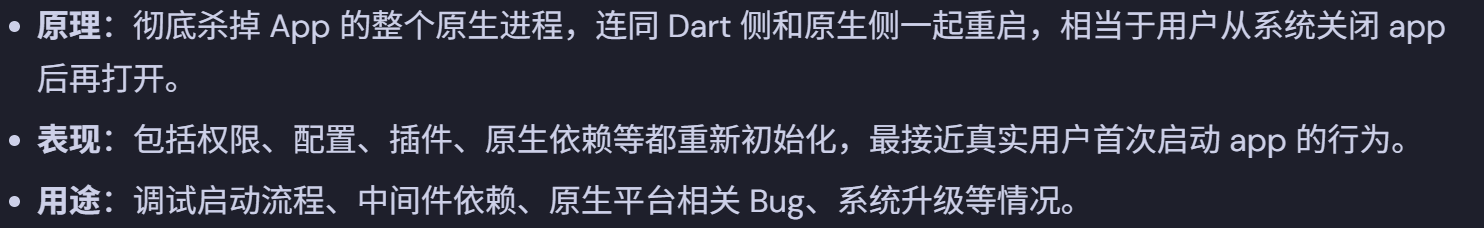 • 原理：彻底杀掉 App 的整个原生进程，连同 Dart 侧和原生侧一起重启，相当于用户从系统关闭 app
后再打开。
• 表现：包括权限、配置、插件、原生依赖等都重新初始化，最接近真实用户首次启动 app 的行为。
• 用途：调试启动流程、中间件依赖、原生平台相关 Bug、系统升级等情况。